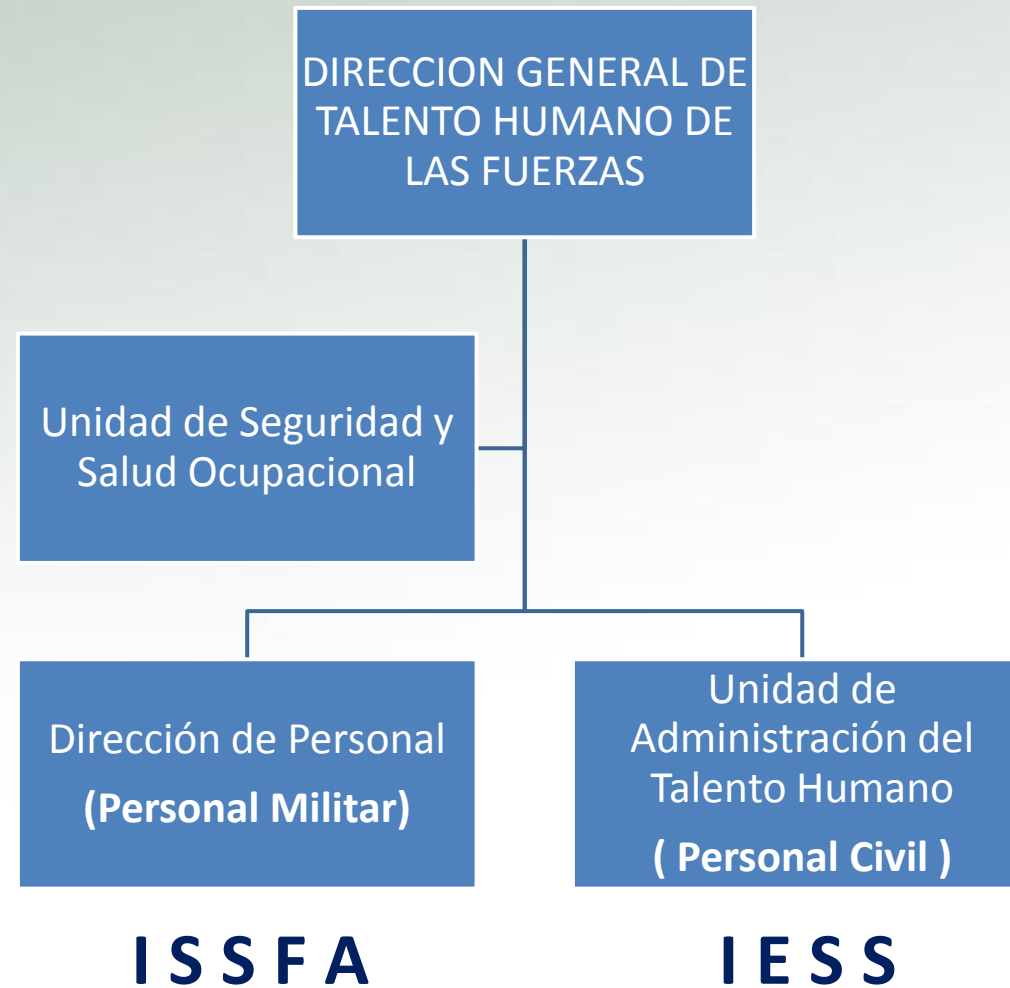 DIRECCION GENERAL DE
TALENTO HUMANO DE
LAS FUERZAS
Unidad de Seguridad y
Salud Ocupacional
Dirección de Personal
(Personal Militar)
Unidad de
Administración del
Talento Humano
( Personal Civil )
I S S F A
I E S S